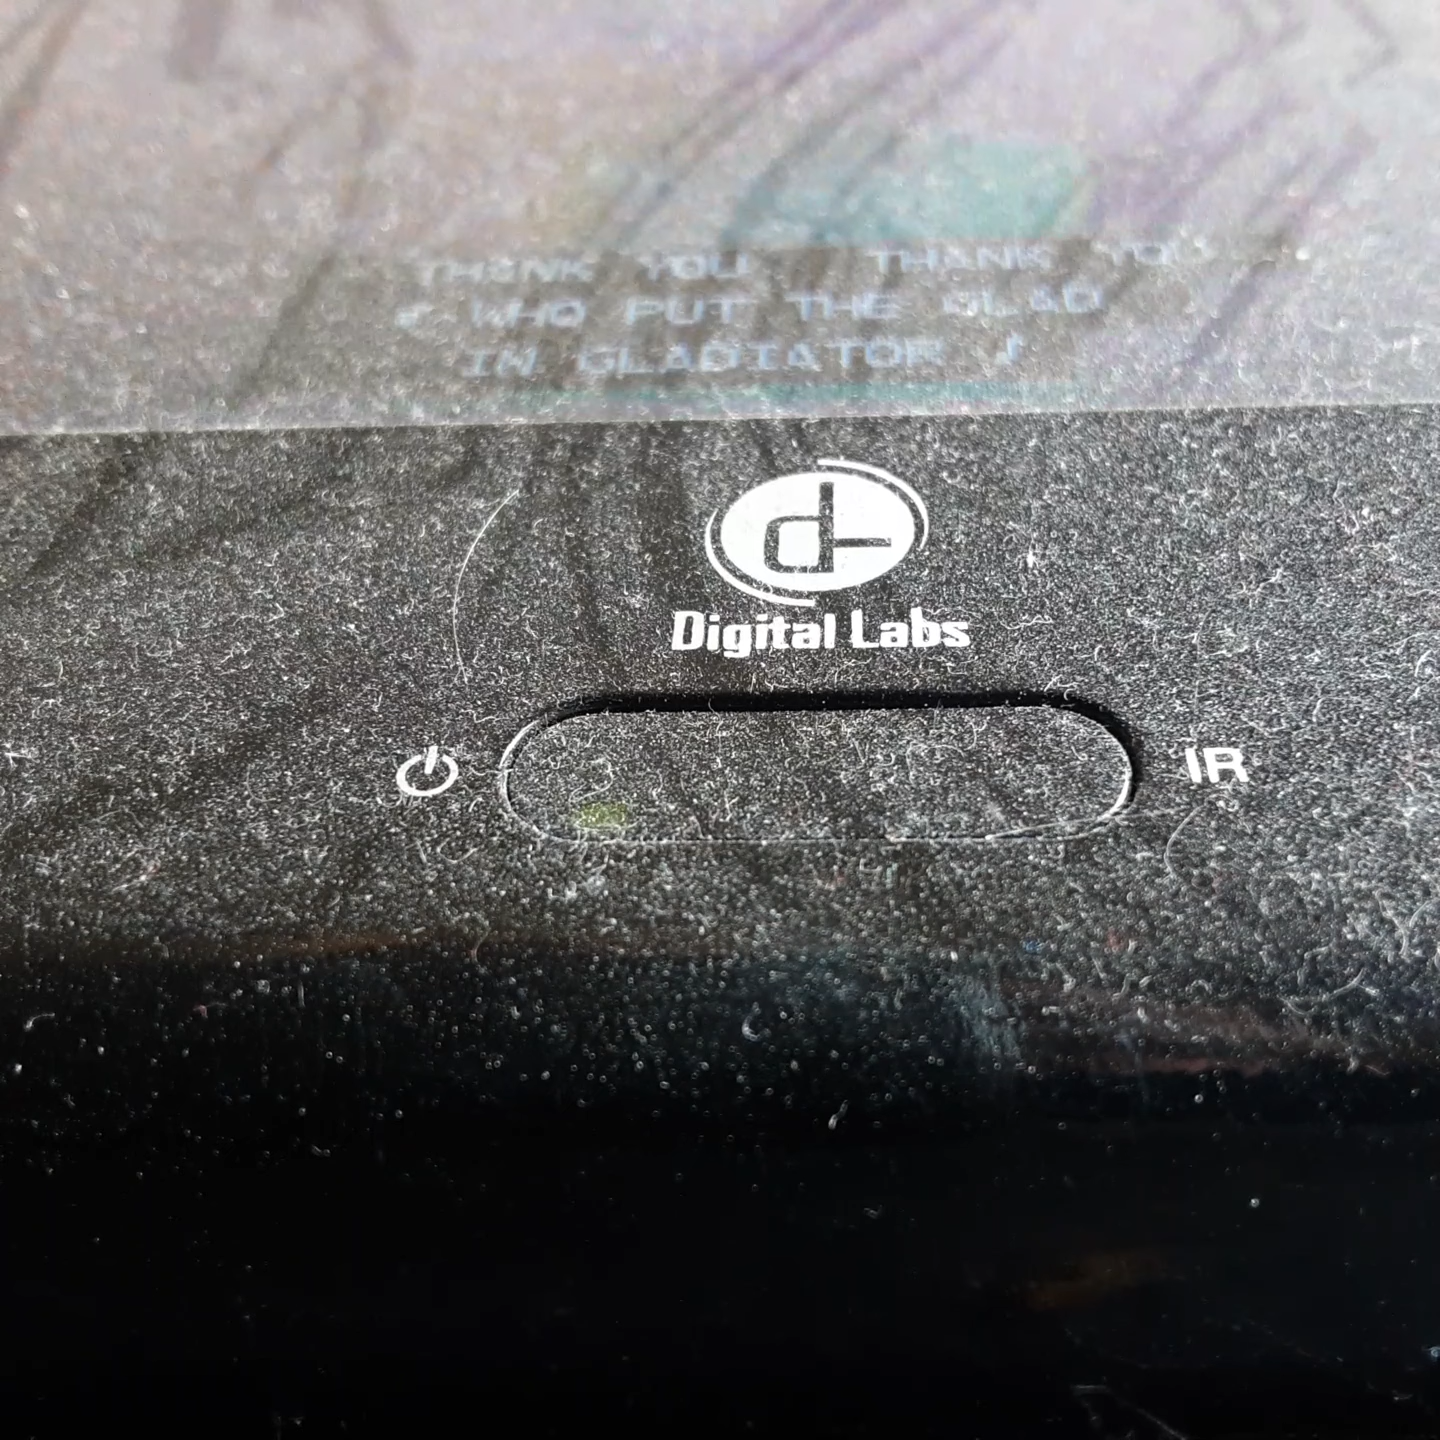 THANK YOU THANK YOU
♪ WHO PUT THE GLAD
IN GLADIATOR ♪
Digital Labs
IR